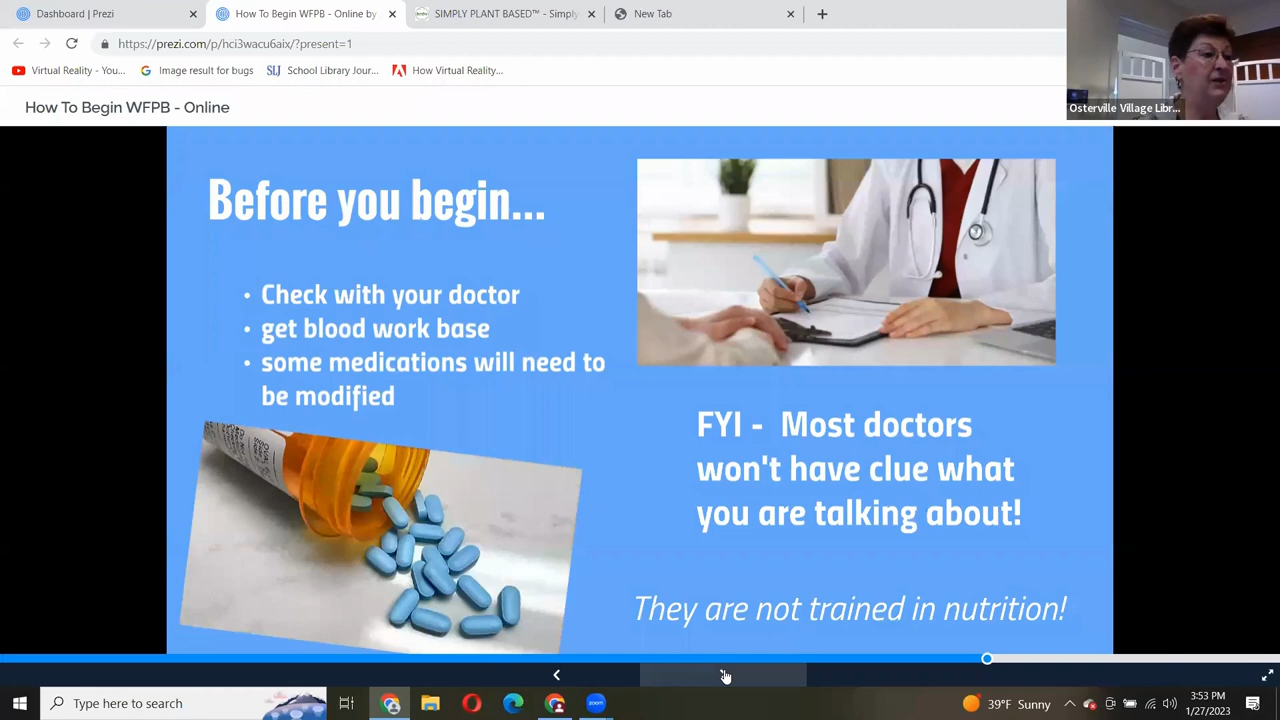 Dashboard | Prezi
How To Begin WFPB - Online by
SIMPLY PLANT BASED™ - Simply
New Tab
https://prezi.com/p/hci3wacu6aix/?present=1
Virtual Reality - You...
Image result for bugs
SLJ
School Library Jour...
How Virtual Reality...
Osterville Village Libr...
How To Begin WFPB - Online
Before you begin...
• Check with your doctor
• get blood work base
• some medications will need to
be modified
FYI - Most doctors
won't have clue what
you are talking about!
They are not trained in nutrition!
Type here to search
zoom
39°F Sunny
3:53 PM
1/27/2023